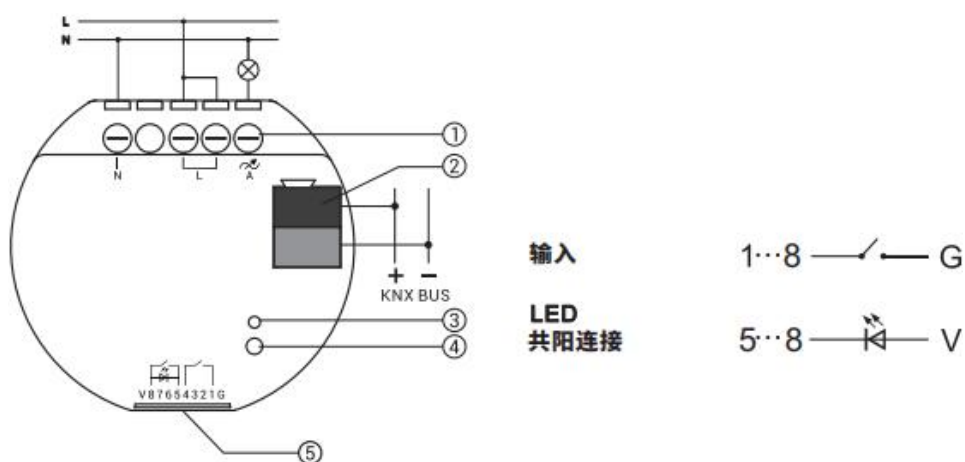 L
N
①
N L A
②
+ −
KNX BUS
③
④
V87654321G
⑤
输入 1···8 G
LED
共阳连接 5···8 V